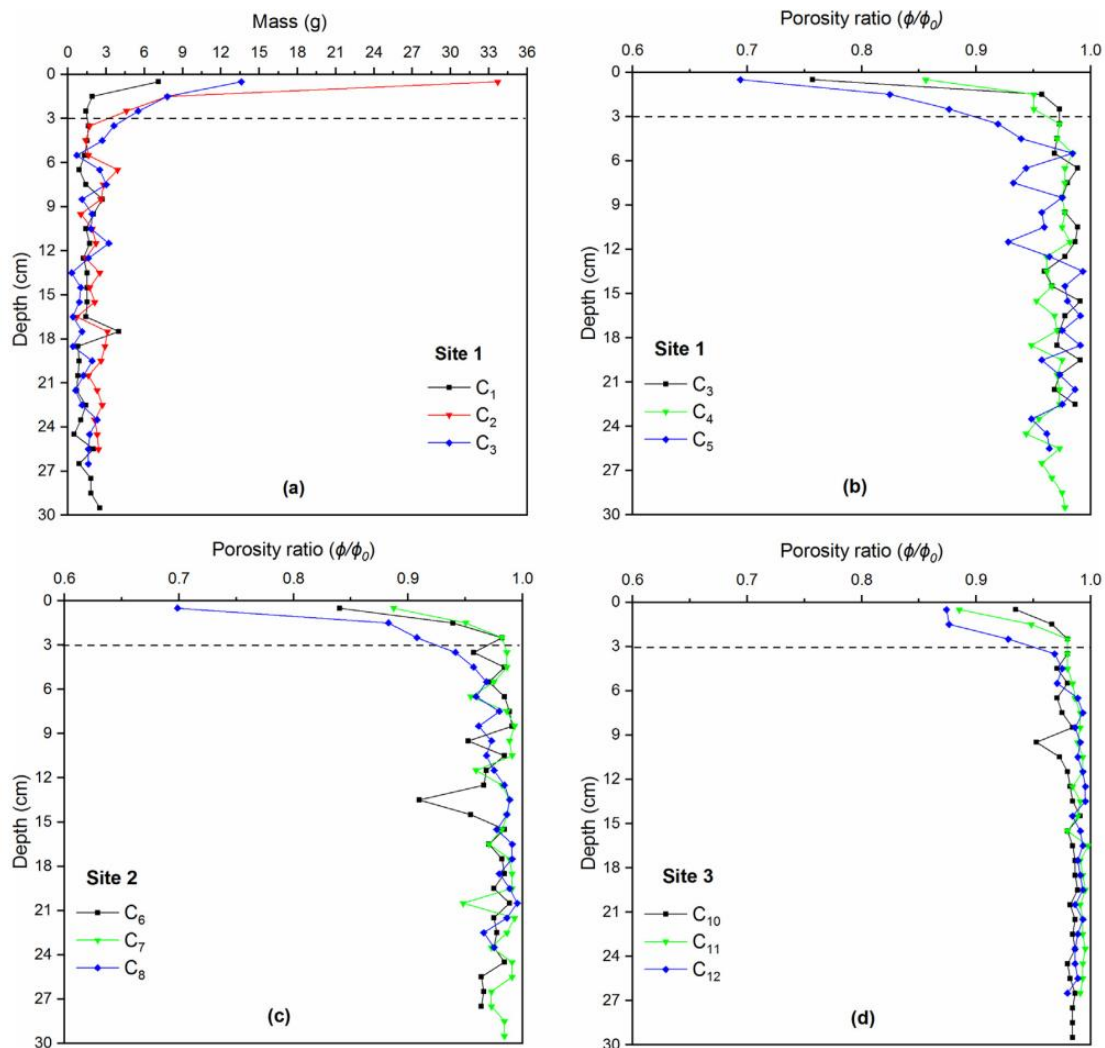 Mass (g)
0 3 6 9 12 15 18 21 24 27 30 33 36
Depth (cm)
0
3
6
9
12
15
18
21
24
27
30
Site 1
C₁
C₂
C₃
(a)
Porosity ratio (ϕ/ϕ₀)
0.6 0.7 0.8 0.9 1.0
Depth (cm)
0
3
6
9
12
15
18
21
24
27
30
Site 1
C₃
C₄
C₅
(b)
Porosity ratio (ϕ/ϕ₀)
0.6 0.7 0.8 0.9 1.0
Depth (cm)
0
3
6
9
12
15
18
21
24
27
30
Site 2
C₆
C₇
C₈
(c)
Porosity ratio (ϕ/ϕ₀)
0.6 0.7 0.8 0.9 1.0
Depth (cm)
0
3
6
9
12
15
18
21
24
27
30
Site 3
C₁₀
C₁₁
C₁₂
(d)